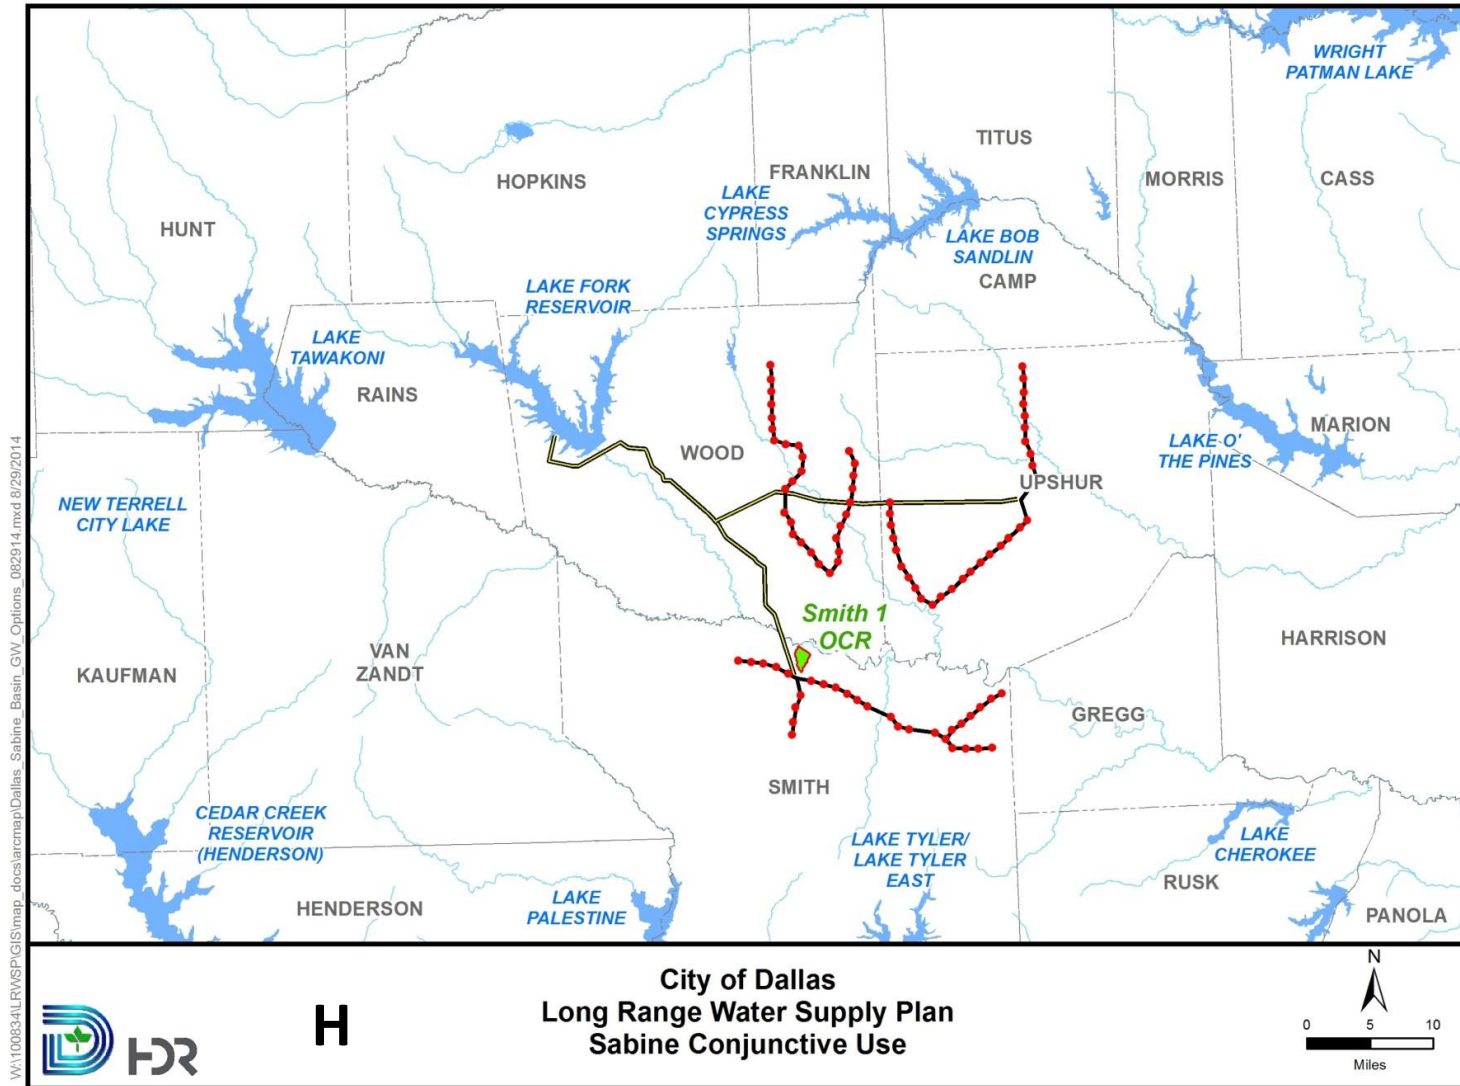 WRIGHT
PATMAN LAKE
TITUS
FRANKLIN
MORRIS
CASS
HOPKINS
LAKE
CYPRESS
SPRINGS
HUNT
LAKE BOB
SANDLIN
CAMP
LAKE FORK
RESERVOIR
LAKE
TAWAKONI
RAINS
MARION
WOOD
LAKE O'
THE PINES
UPSHUR
NEW TERRELL
CITY LAKE
Smith 1
OCR
HARRISON
VAN
ZANDT
KAUFMAN
GREGG
SMITH
CEDAR CREEK
RESERVOIR
(HENDERSON)
LAKE TYLER/
LAKE TYLER
EAST
LAKE
CHEROKEE
RUSK
HENDERSON
LAKE
PALESTINE
PANOLA
W:\100834\LRWSP\GIS\map_docs\arcmap\Dallas_Sabine_Basin_GW_Options_082914.mxd 8/29/2014
HDR
H
City of Dallas
Long Range Water Supply Plan
Sabine Conjunctive Use
N
0 5 10
Miles